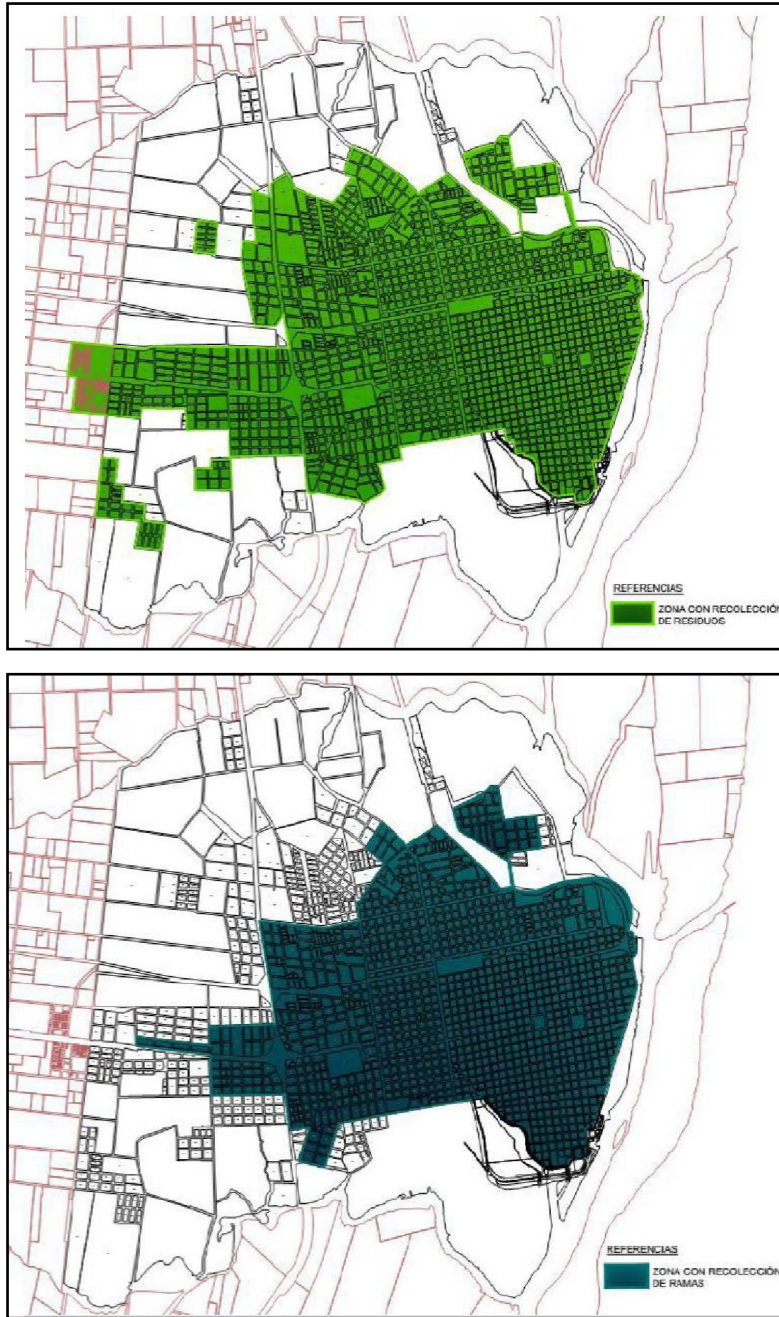 REFERENCIAS
ZONA CON RECOLECCIÓN
DE RESIDUOS
REFERENCIAS
ZONA CON RECOLECCIÓN
DE RAMAS